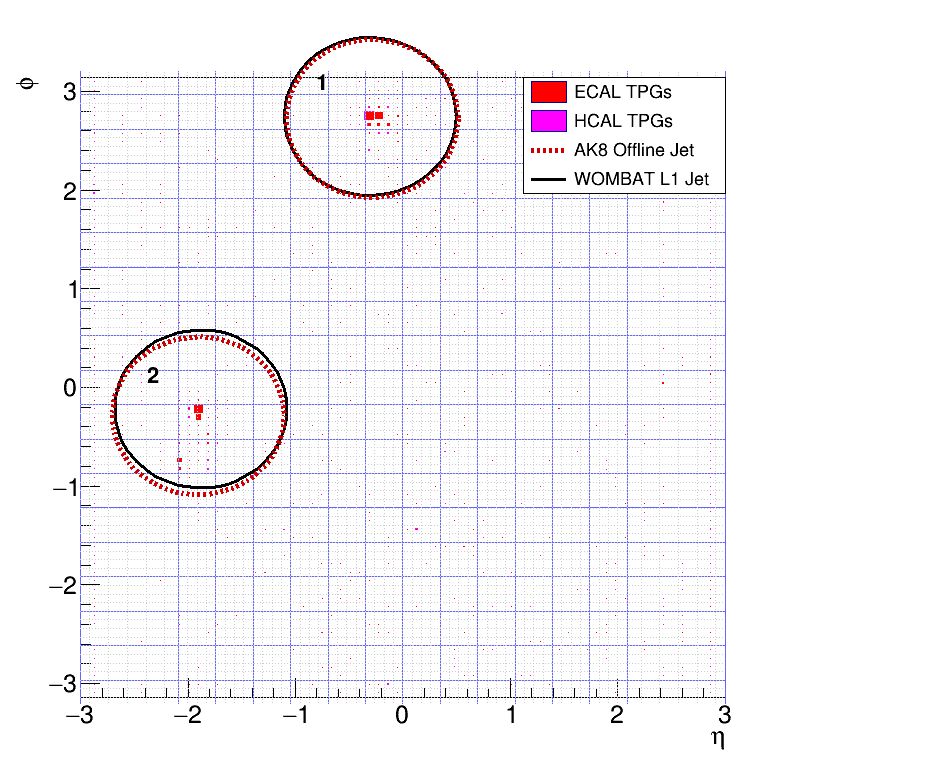 ϕ
3
2
1
0
−1
−2
−3
1
2
ECAL TPGs
HCAL TPGs
AK8 Offline Jet
WOMBAT L1 Jet
−3 −2 −1 0 1 2 3
η